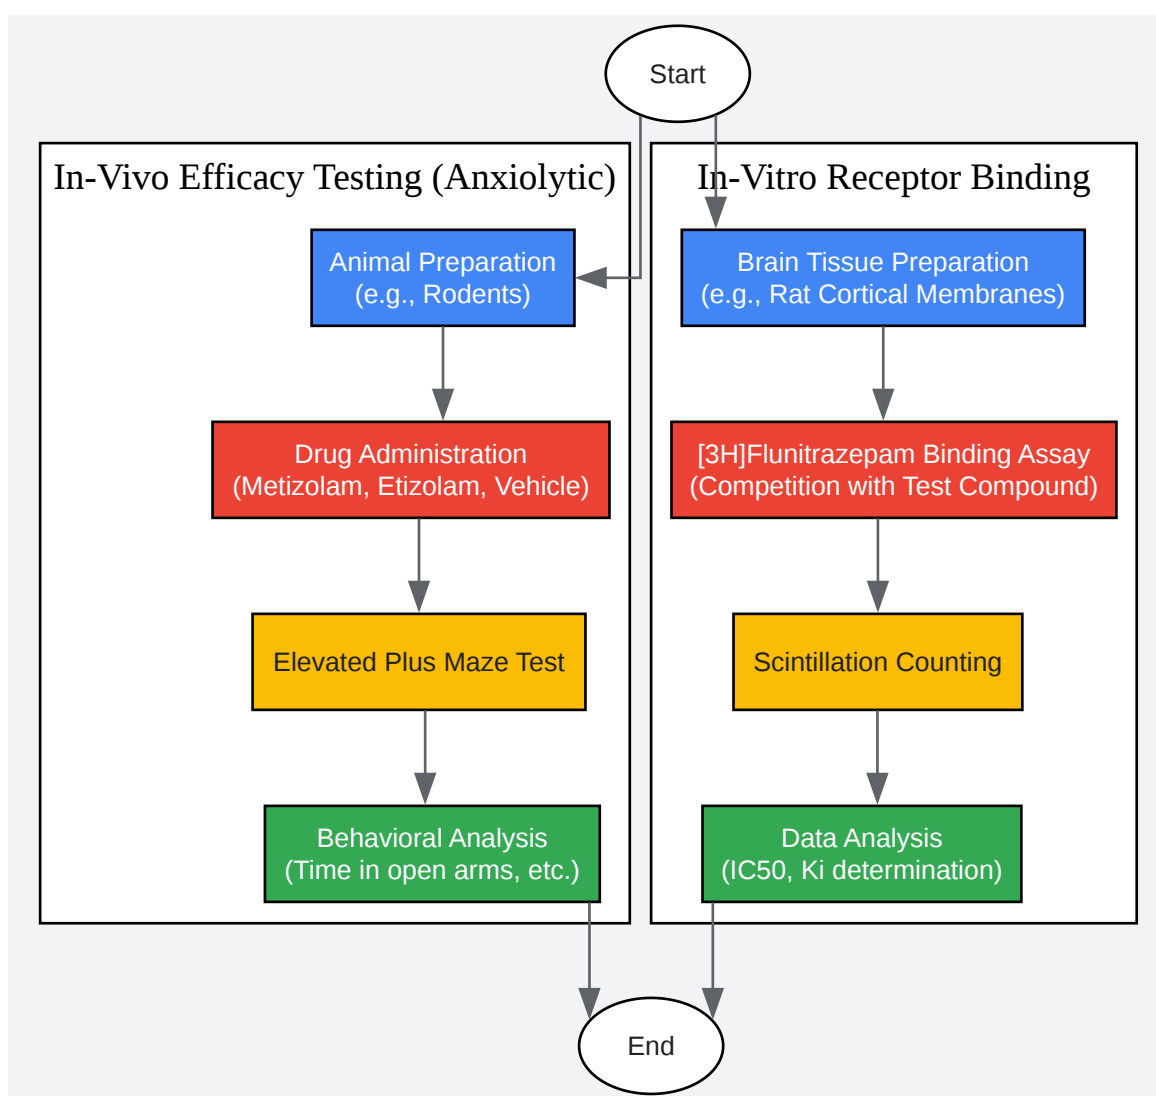 Start
In-Vivo Efficacy Testing (Anxiolytic)
Animal Preparation
(e.g., Rodents)
Drug Administration
(Metizolam, Etizolam, Vehicle)
Elevated Plus Maze Test
Behavioral Analysis
(Time in open arms, etc.)
In-Vitro Receptor Binding
Brain Tissue Preparation
(e.g., Rat Cortical Membranes)
[3H]Flunitrazepam Binding Assay
(Competition with Test Compound)
Scintillation Counting
Data Analysis
(IC50, Ki determination)
End